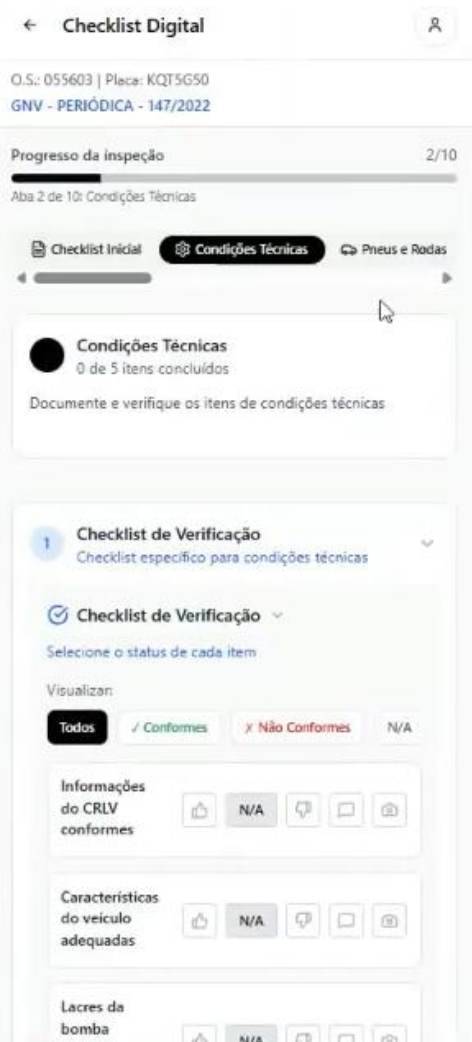 Checklist Digital
O.S.: 055603 | Placa: KQT5G50
GNV - PERIÓDICA - 147/2022
Progresso da inspeção 2/10
Aba 2 de 10: Condições Técnicas
Checklist Inicial Condições Técnicas Pneus e Rodas
Condições Técnicas
0 de 5 itens concluídos
Documente e verifique os itens de condições técnicas
1
Checklist de Verificação
Checklist específico para condições técnicas
Checklist de Verificação
Selecione o status de cada item
Visualizar:
Todos ✓ Conformes ✗ Não Conformes N/A
Informações
do CRLV
conformes
N/A
Características
do veículo
adequadas
N/A
Lacres da
bomba
N/A